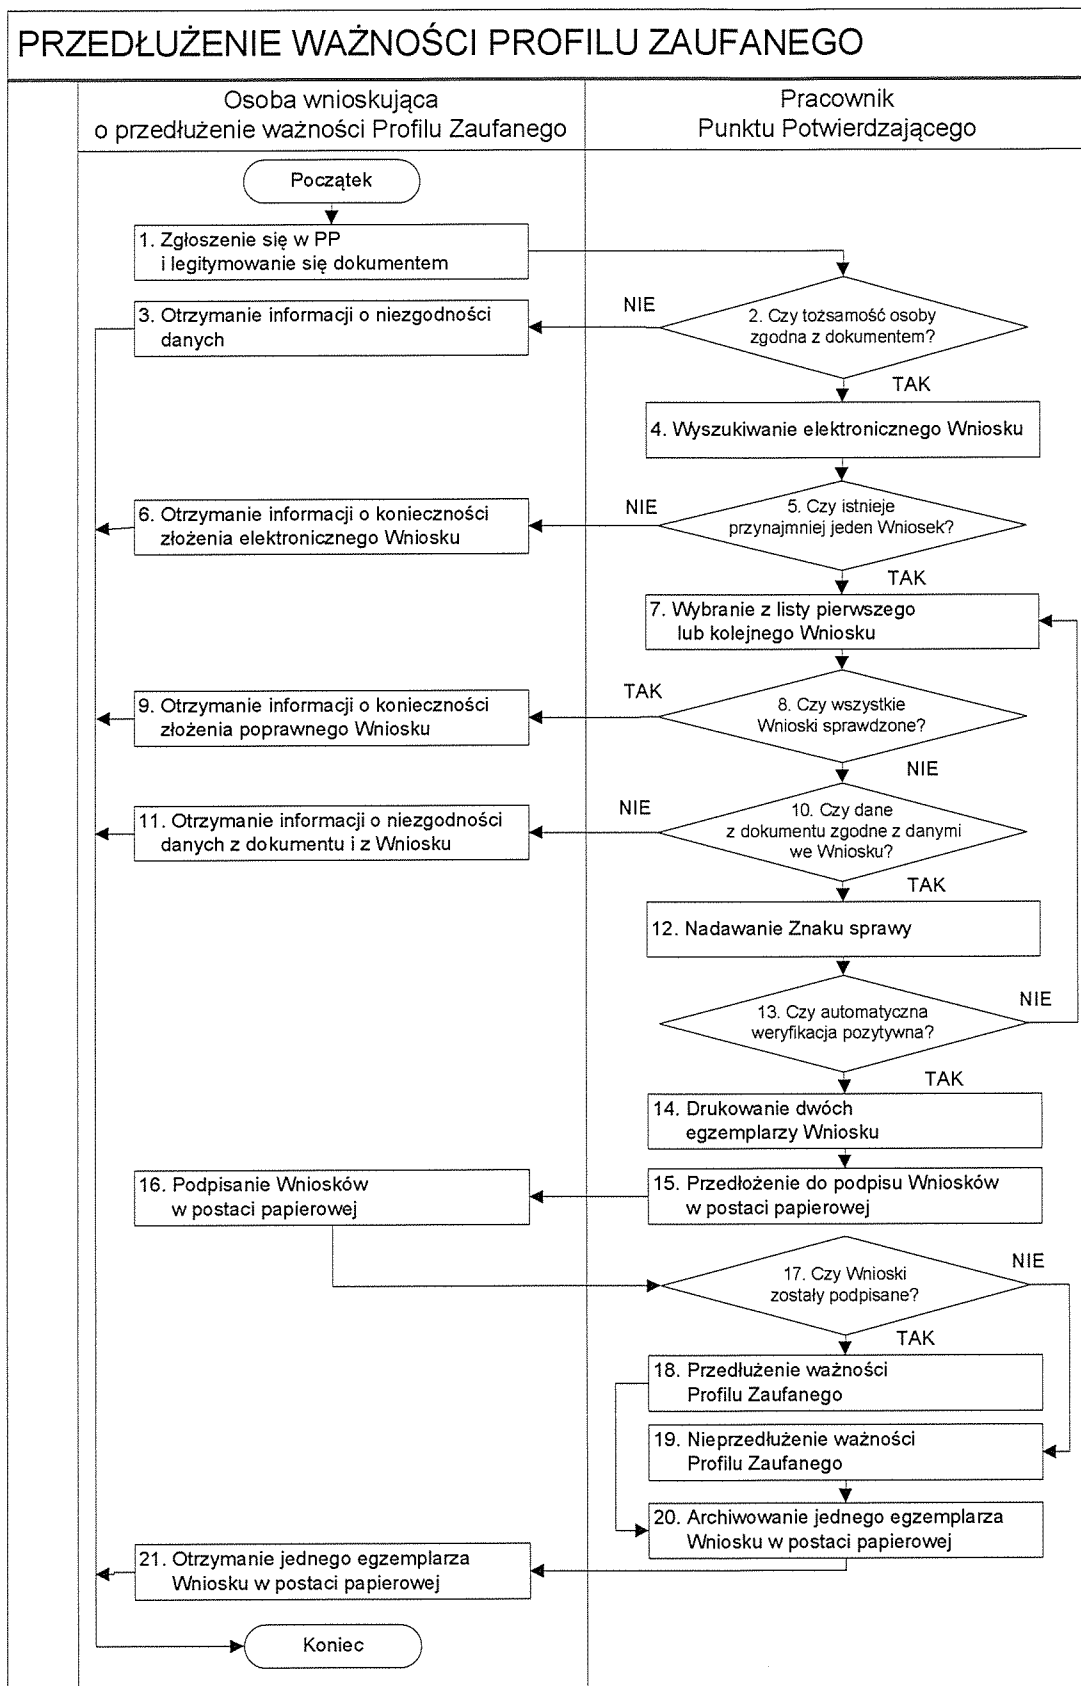 PRZEDŁUŻENIE WAŻNOŚCI PROFILU ZAUFANEGO
Osoba wnioskująca
o przedłużenie ważności Profilu Zaufanego
Pracownik
Punktu Potwierdzającego
Początek
1. Zgłoszenie się w PP
i legitymowanie się dokumentem
NIE
2. Czy tożsamość osoby
zgodna z dokumentem?
3. Otrzymanie informacji o niezgodności
danych
TAK
4. Wyszukiwanie elektronicznego Wniosku
5. Czy istnieje
przynajmniej jeden Wniosek?
NIE
6. Otrzymanie informacji o konieczności
złożenia elektronicznego Wniosku
TAK
7. Wybranie z listy pierwszego
lub kolejnego Wniosku
TAK
8. Czy wszystkie
Wnioski sprawdzone?
9. Otrzymanie informacji o konieczności
złożenia poprawnego Wniosku
NIE
10. Czy dane
z dokumentu zgodne z danymi
we Wniosku?
NIE
11. Otrzymanie informacji o niezgodności
danych z dokumentu i z Wniosku
TAK
12. Nadawanie Znaku sprawy
NIE
13. Czy automatyczna
weryfikacja pozytywna?
TAK
14. Drukowanie dwóch
egzemplarzy Wniosku
15. Przedłożenie do podpisu Wniosków
w postaci papierowej
16. Podpisanie Wniosków
w postaci papierowej
NIE
17. Czy Wnioski
zostały podpisane?
TAK
18. Przedłużenie ważności
Profilu Zaufanego
19. Nieprzedłużenie ważności
Profilu Zaufanego
20. Archiwowanie jednego egzemplarza
Wniosku w postaci papierowej
21. Otrzymanie jednego egzemplarza
Wniosku w postaci papierowej
Koniec